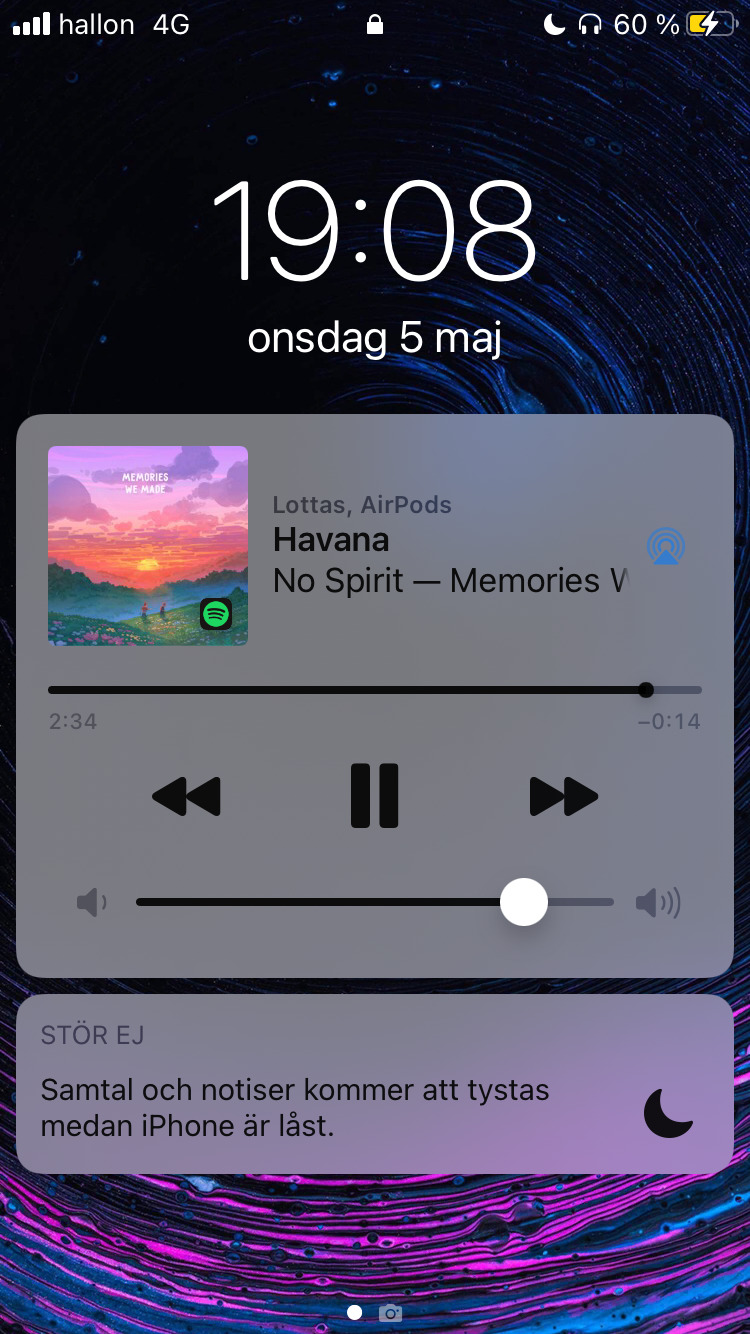 hallon 4G 60 %
19:08
onsdag 5 maj
MEMORIES
WE MADE
Lottas, AirPods
Havana
No Spirit — Memories
2:34 −0:14
STÖR EJ
Samtal och notiser kommer att tystas
medan iPhone är låst.